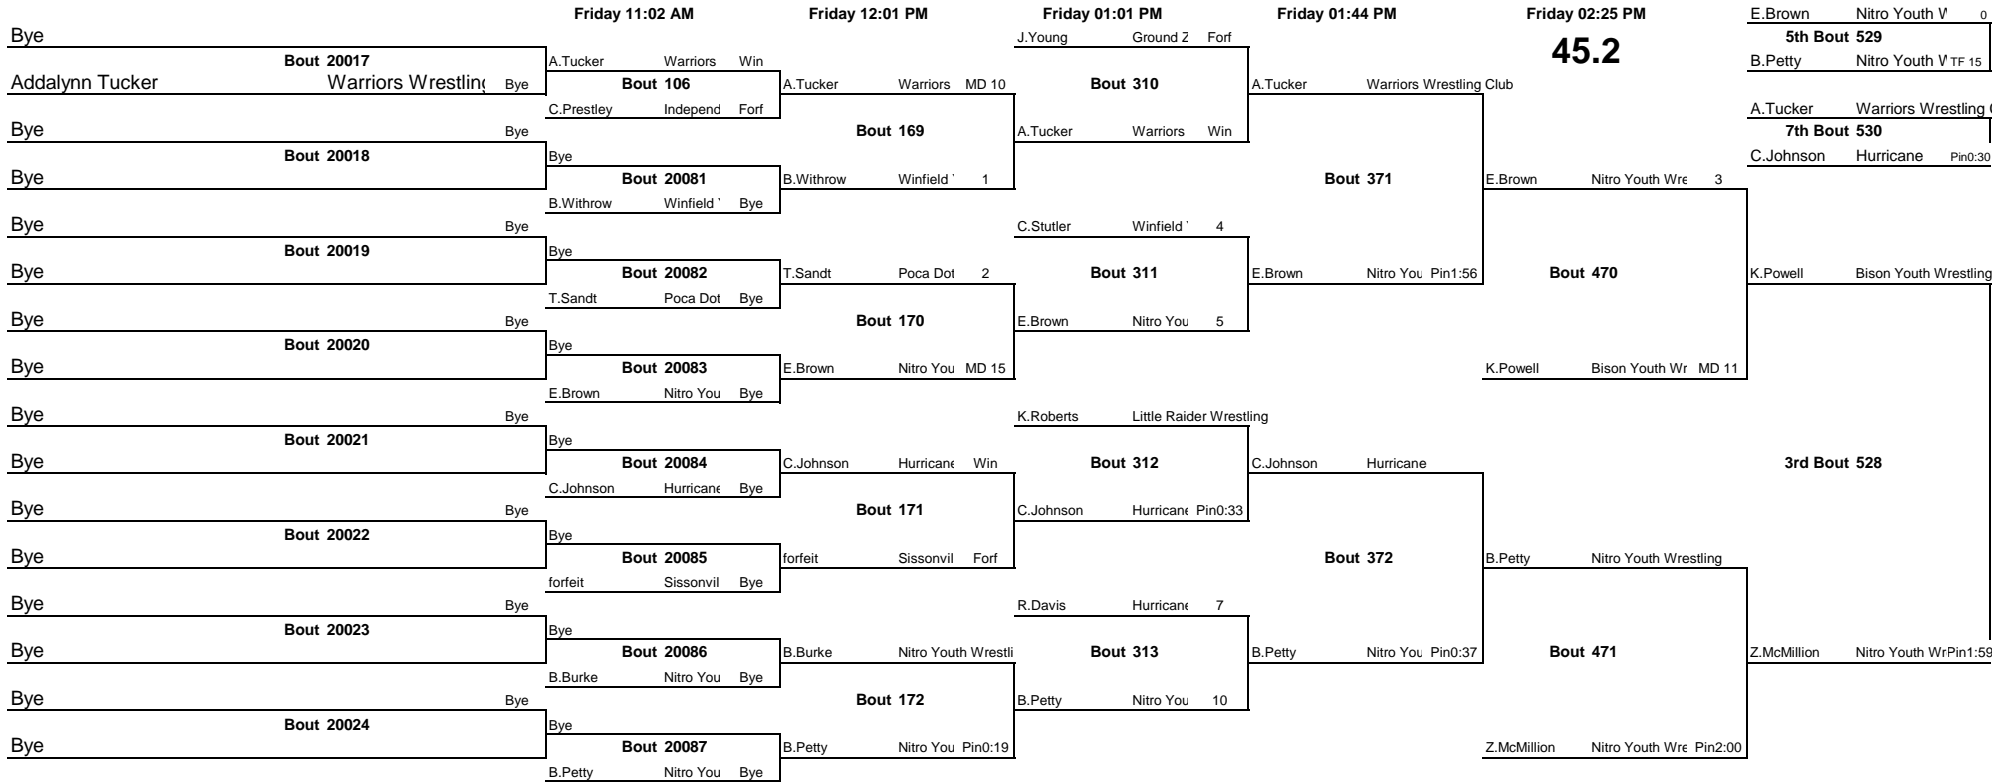 Friday 11:02 AM Friday 12:01 PM Friday 01:01 PM Friday 01:44 PM Friday 02:25 PM
45.2
Bye
Bout 20017
Addalynn Tucker Warriors Wrestling Bye
Bye Bye
Bout 20018
Bye
Bye Bye
Bout 20019
Bye
Bye Bye
Bout 20020
Bye
Bye Bye
Bout 20021
Bye
Bye Bye
Bout 20022
Bye
Bye Bye
Bout 20023
Bye
Bye Bye
Bout 20024
Bye
A.Tucker Warriors Win
Bout 106
C.Prestley Independ Forf
Bye
Bout 20081
B.Withrow Winfield Bye
Bye
Bout 20082
T.Sandt Poca Dot Bye
Bye
Bout 20083
E.Brown Nitro You Bye
Bye
Bout 20084
C.Johnson Hurricane Bye
Bye
Bout 20085
forfeit Sissonvil Bye
Bye
Bout 20086
B.Burke Nitro You Bye
Bye
Bout 20087
B.Petty Nitro You Bye
A.Tucker Warriors MD 10
Bout 169
B.Withrow Winfield 1
T.Sandt Poca Dot 2
Bout 170
E.Brown Nitro You MD 15
C.Johnson Hurricane Win
Bout 171
forfeit Sissonvil Forf
B.Burke Nitro Youth Wrestli
Bout 172
B.Petty Nitro You Pin0:19
J.Young Ground Z Forf
Bout 310
A.Tucker Warriors Win
C.Stutler Winfield 4
Bout 311
E.Brown Nitro You 5
K.Roberts Little Raider Wrestling
Bout 312
C.Johnson Hurricane Pin0:33
R.Davis Hurricane 7
Bout 313
B.Petty Nitro You 10
A.Tucker Warriors Wrestling Club
Bout 371
E.Brown Nitro You Pin1:56
C.Johnson Hurricane
Bout 372
B.Petty Nitro You Pin0:37
E.Brown Nitro Youth Wre 3
Bout 470
K.Powell Bison Youth Wr MD 11
B.Petty Nitro Youth Wrestling
Bout 471
Z.McMillion Nitro Youth Wre Pin2:00
E.Brown Nitro Youth W 0
5th Bout 529
B.Petty Nitro Youth W TF 15
A.Tucker Warriors Wrestling
7th Bout 530
C.Johnson Hurricane Pin0:30
K.Powell Bison Youth Wrestling
3rd Bout 528
Z.McMillion Nitro Youth Wr Pin1:59